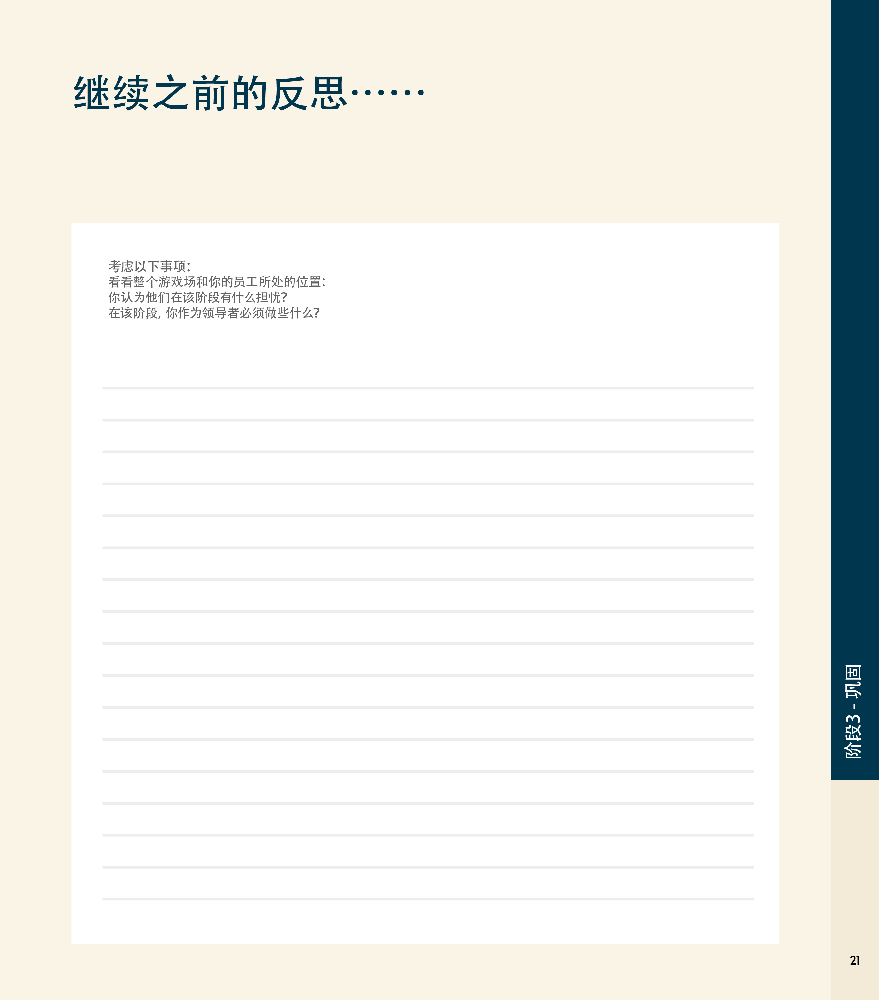 继续之前的反思······
考虑以下事项：
看看整个游戏场和你的员工所处的位置：
你认为他们在该阶段有什么担忧？
在该阶段，你作为领导者必须做些什么？
阶段3 - 巩固
21